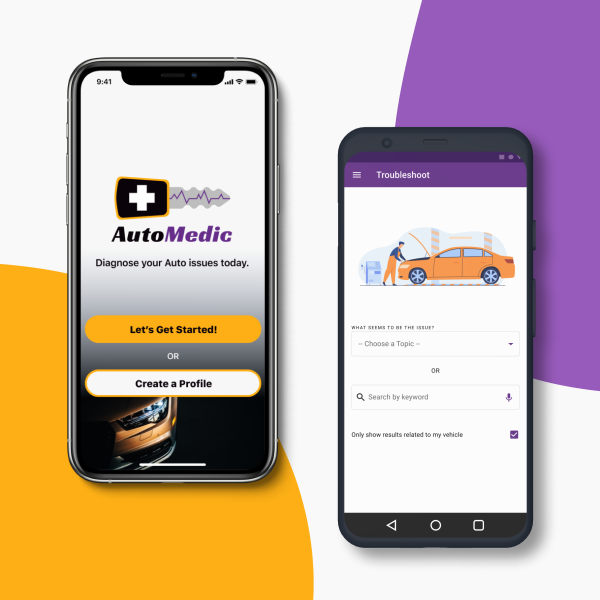 9:41
AutoMedic
Diagnose your Auto issues today.
Let's Get Started!
OR
Create a Profile
Troubleshoot
WHAT SEEMS TO BE THE ISSUE?
-- Choose a Topic --
OR
Search by keyword
Only show results related to my vehicle